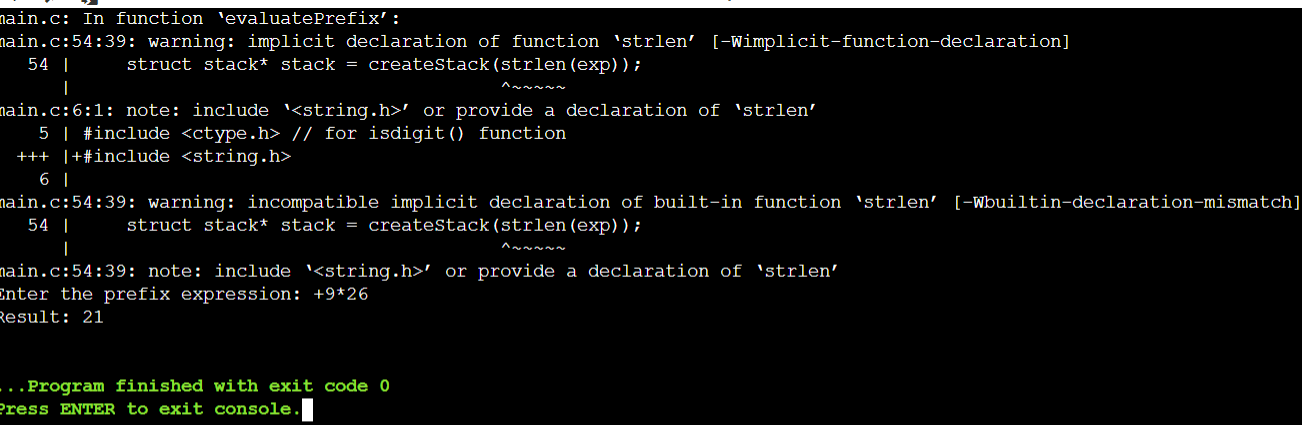 main.c: In function ‘evaluatePrefix’:
main.c:54:39: warning: implicit declaration of function ‘strlen’ [-Wimplicit-function-declaration]
   54 |     struct stack* stack = createStack(strlen(exp));
      |                                       ^~~~~~
main.c:6:1: note: include ‘<string.h>’ or provide a declaration of ‘strlen’
    5 | #include <ctype.h> // for isdigit() function
  +++ |+#include <string.h>
    6 |
main.c:54:39: warning: incompatible implicit declaration of built-in function ‘strlen’ [-Wbuiltin-declaration-mismatch]
   54 |     struct stack* stack = createStack(strlen(exp));
      |                                       ^~~~~~
main.c:54:39: note: include ‘<string.h>’ or provide a declaration of ‘strlen’
Enter the prefix expression: +9*26
Result: 21
...Program finished with exit code 0
Press ENTER to exit console.